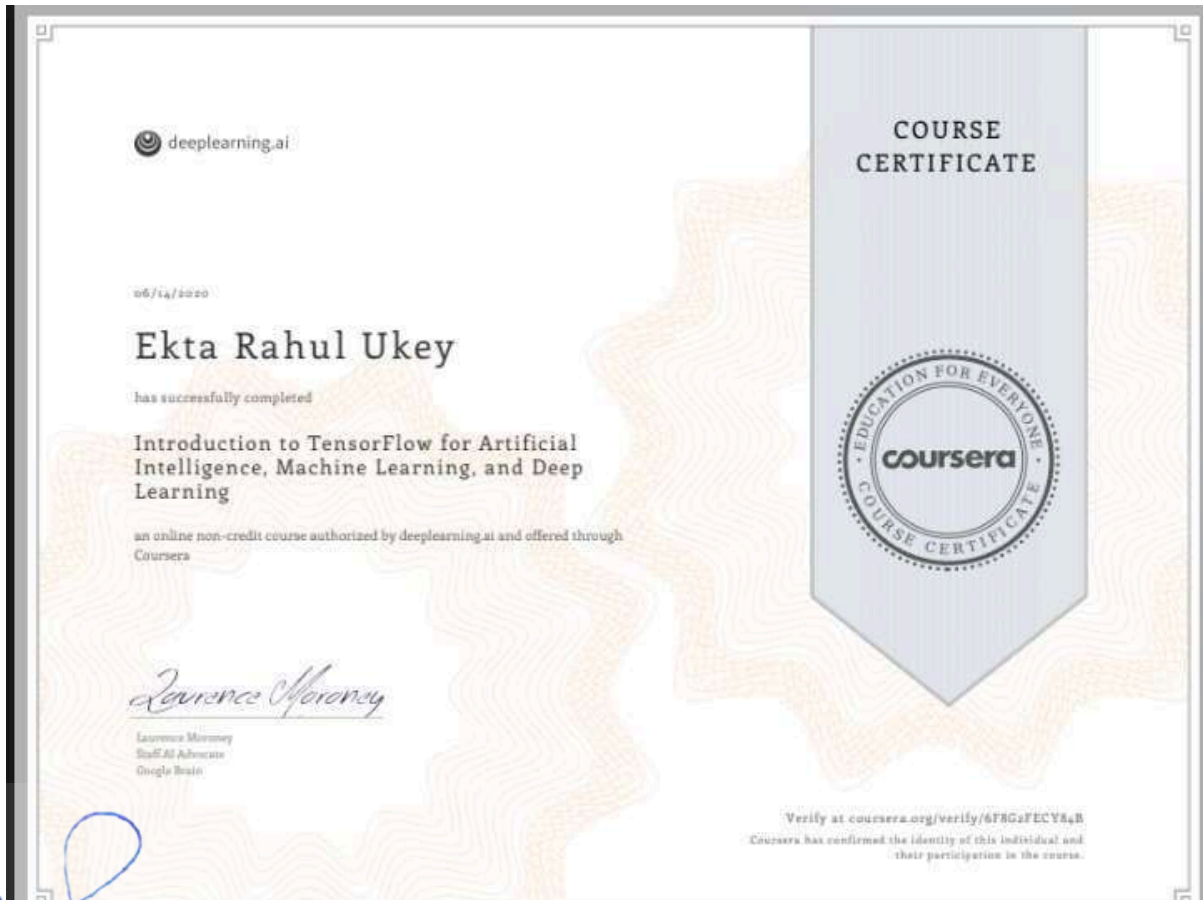 deeplearning.ai
COURSE
CERTIFICATE
06/14/2020
Ekta Rahul Ukey
has successfully completed
Introduction to TensorFlow for Artificial
Intelligence, Machine Learning, and Deep
Learning
an online non-credit course authorized by deeplearning.ai and offered through
Coursera
EDUCATION FOR EVERYONE
coursera
COURSE CERTIFICATE
Laurence Moroney
Laurence Moroney
Staff AI Advocate
Google Brain
Verify at coursera.org/verify/6F8G2FECY84B
Coursera has confirmed the identity of this individual and
their participation in the course.